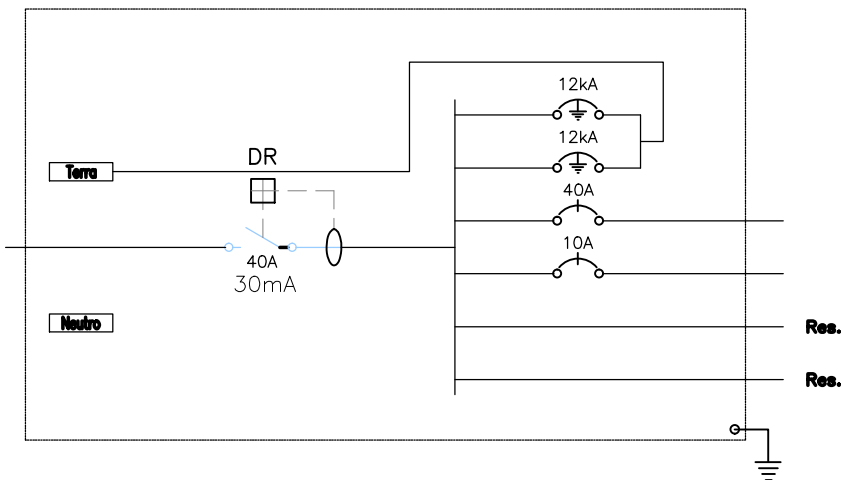 12kA
12kA
DR
Terra
40A
10A
40A
30mA
Neutro
Res.
Res.